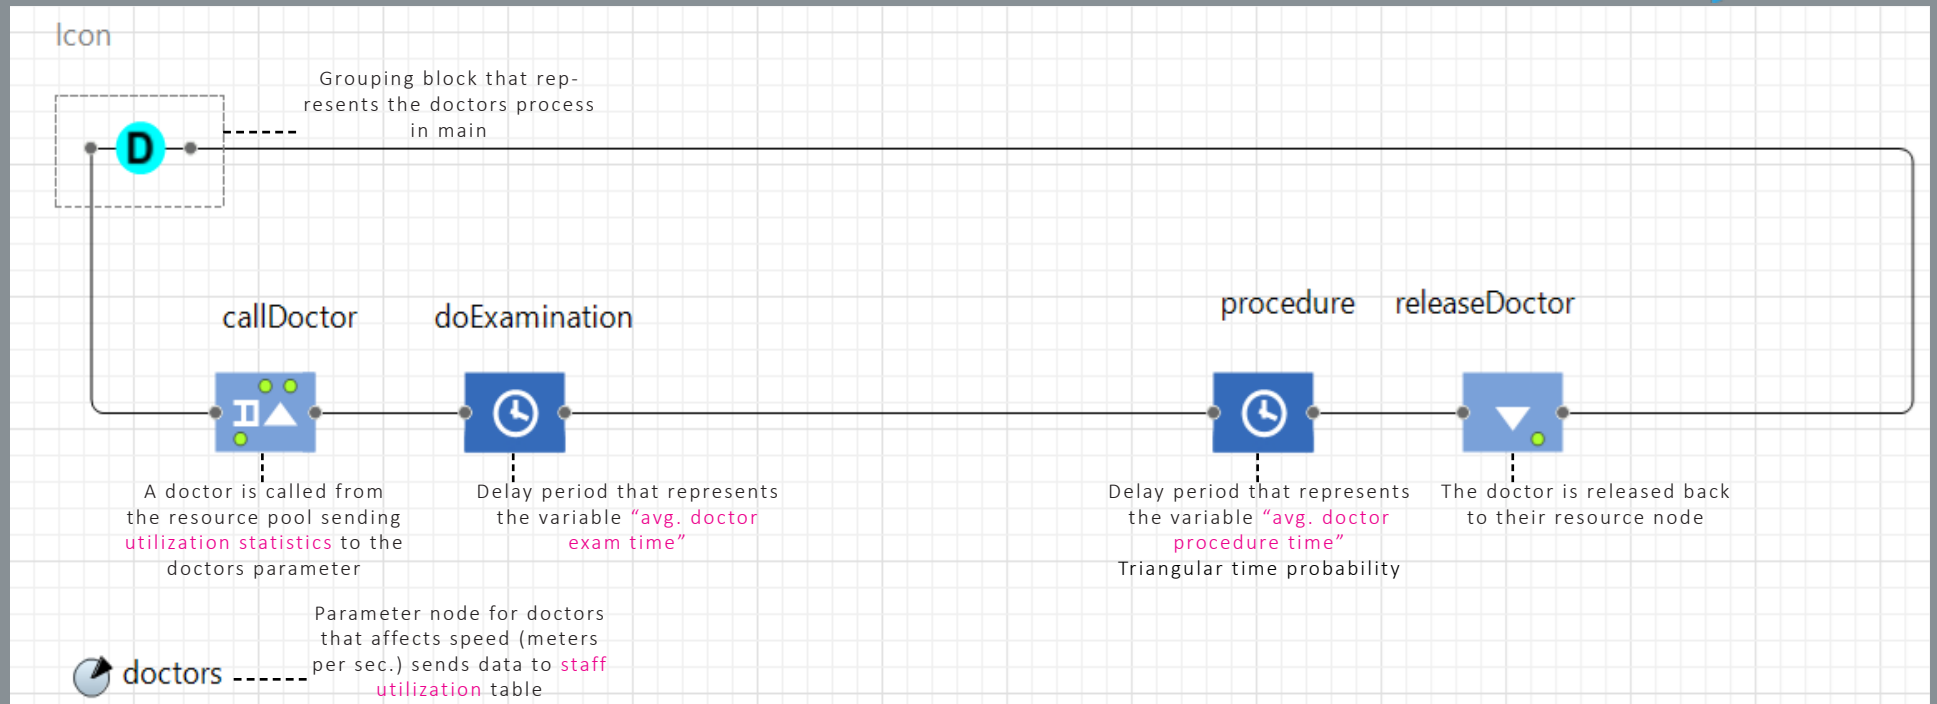 Icon
Grouping block that rep-
resents the doctors process
in main
D
callDoctor
doExamination
procedure
releaseDoctor
A doctor is called from
the resource pool sending
utilization statistics to the
doctors parameter
Delay period that represents
the variable “avg. doctor
exam time”
Delay period that represents
the variable “avg. doctor
procedure time”
Triangular time probability
The doctor is released back
to their resource node
doctors
Parameter node for doctors
that affects speed (meters
per sec.) sends data to staff
utilization table